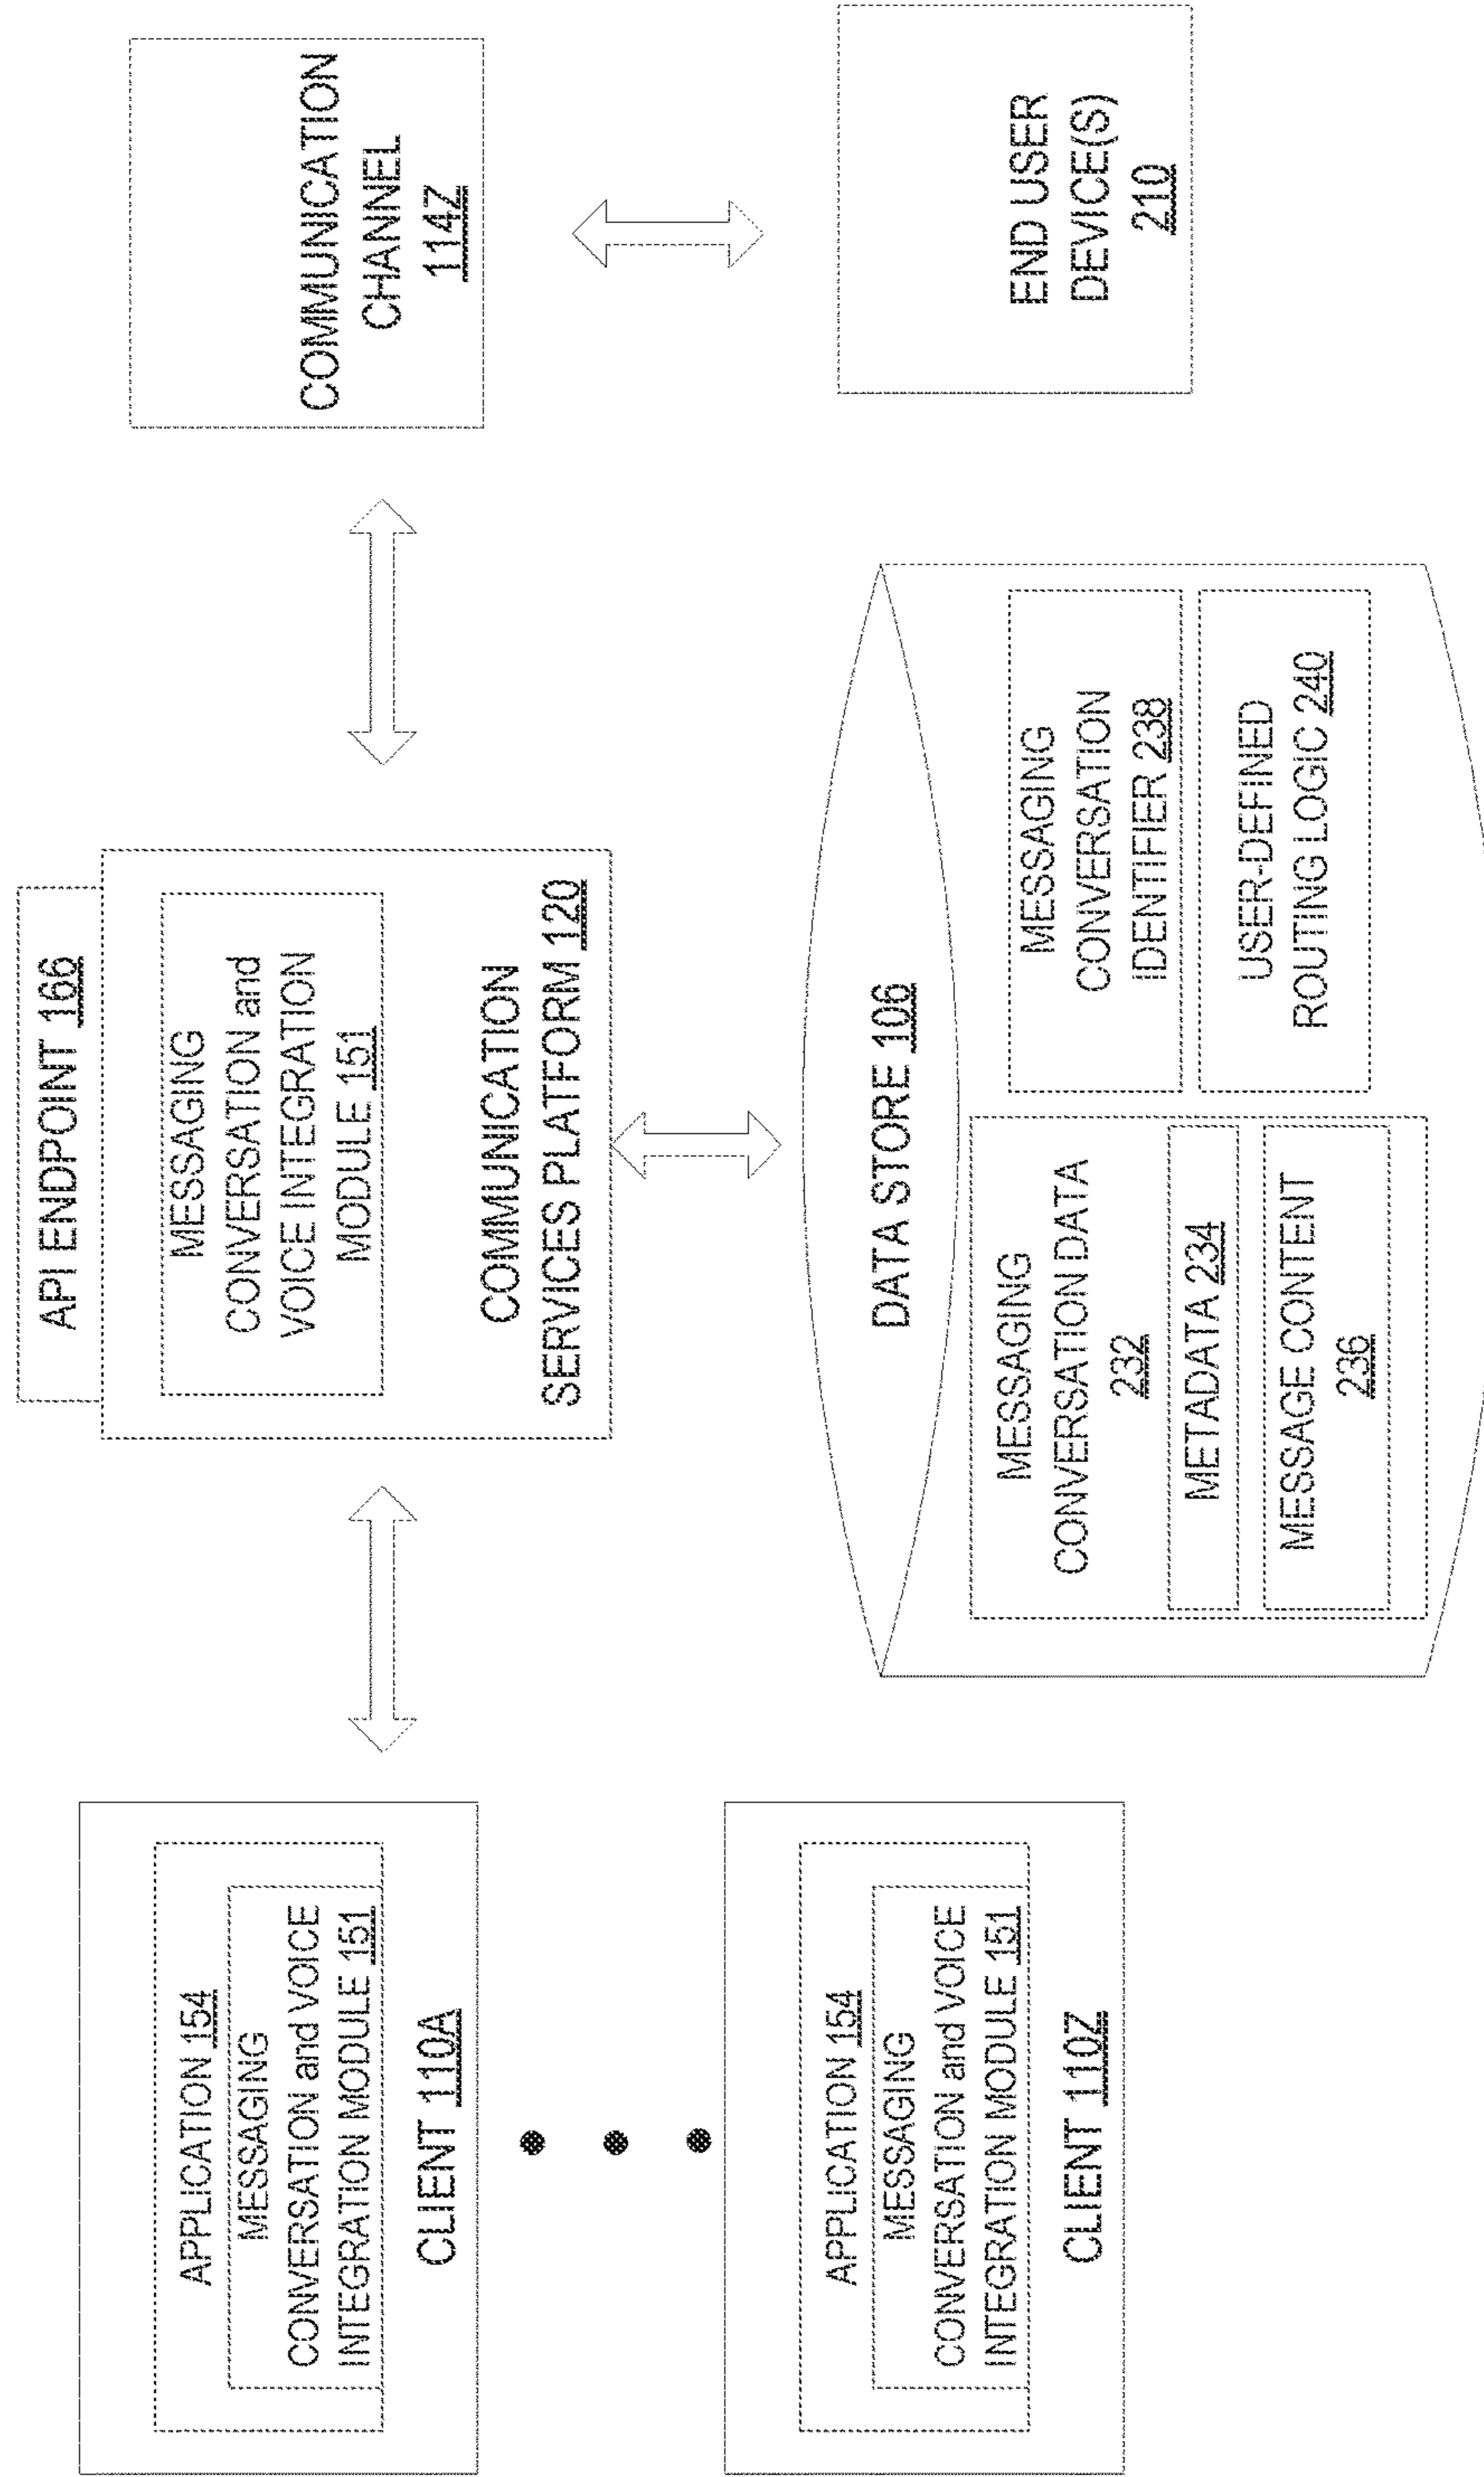 APPLICATION 154
MESSAGING
CONVERSATION and VOICE
INTEGRATION MODULE 151
CLIENT 110A
APPLICATION 154
MESSAGING
CONVERSATION and VOICE
INTEGRATION MODULE 151
CLIENT 110Z
API ENDPOINT 166
MESSAGING
CONVERSATION and
VOICE INTEGRATION
MODULE 151
COMMUNICATION
SERVICES PLATFORM 120
DATA STORE 106
MESSAGING
CONVERSATION DATA
232
METADATA 234
MESSAGE CONTENT
236
MESSAGING
CONVERSATION
IDENTIFIER 238
USER-DEFINED
ROUTING LOGIC 240
COMMUNICATION
CHANNEL
114Z
END USER
DEVICE(S)
210